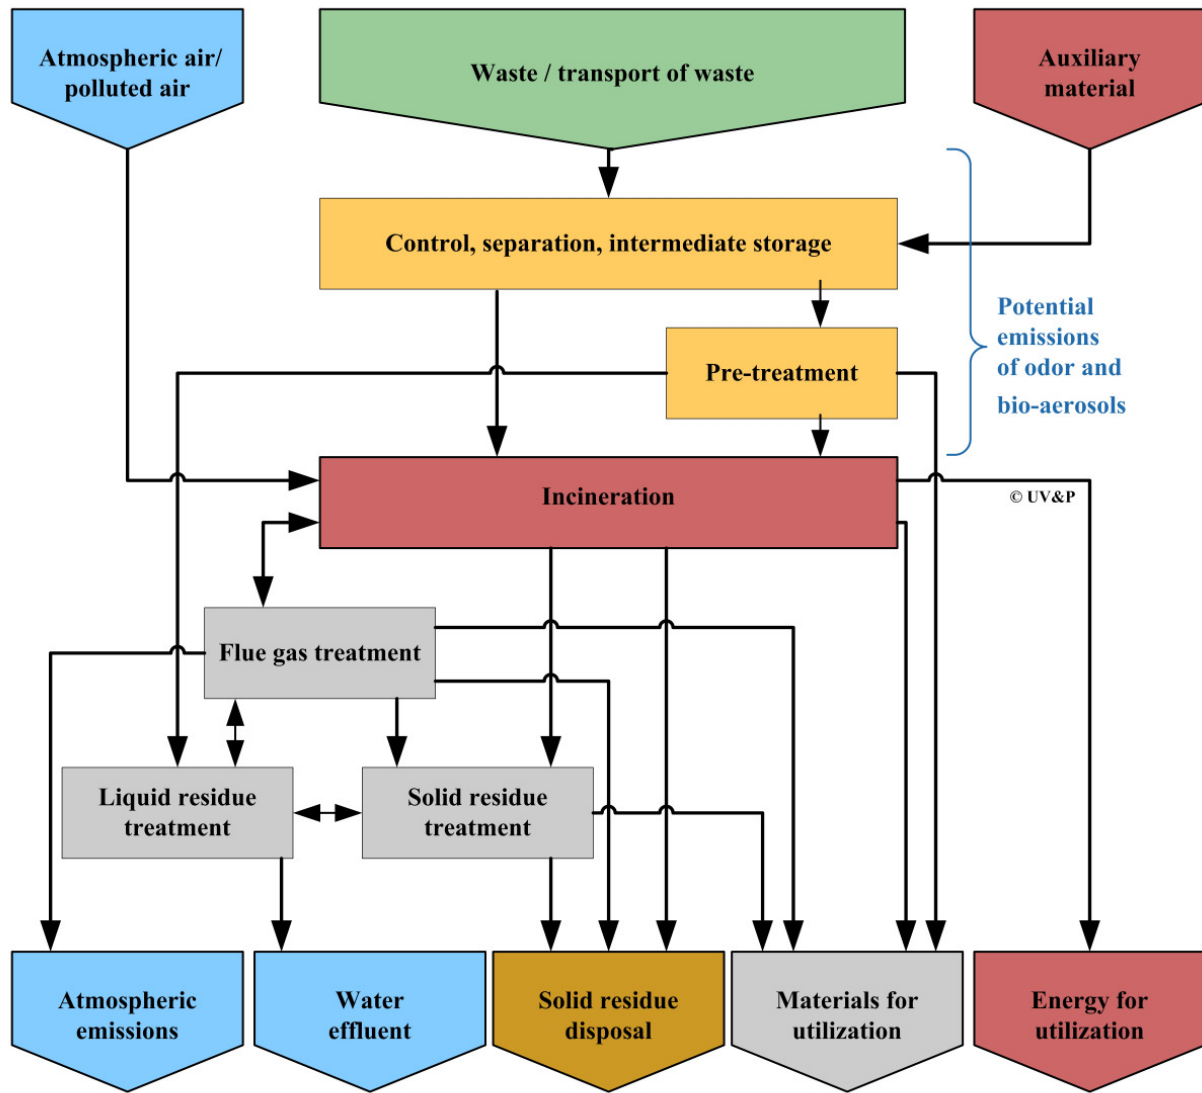 Atmospheric air/
polluted air
Waste / transport of waste
Auxiliary
material
Control, separation, intermediate storage
Potential
emissions
of odor and
bio-aerosols
Pre-treatment
Incineration
© UV&P
Flue gas treatment
Liquid residue
treatment
Solid residue
treatment
Atmospheric
emissions
Water
effluent
Solid residue
disposal
Materials for
utilization
Energy for
utilization